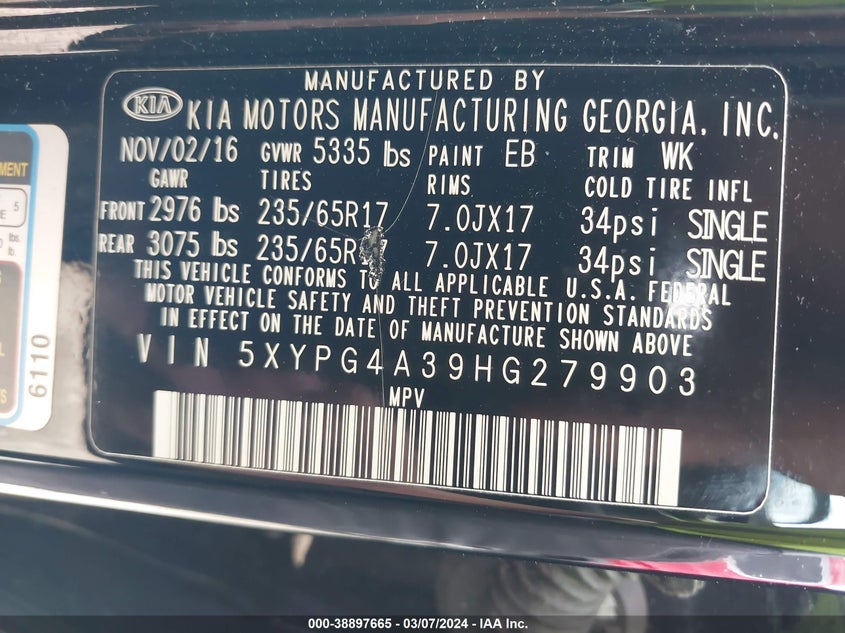 MANUFACTURED BY
KIA KIA MOTORS MANUFACTURING GEORGIA, INC.
NOV/02/16 GVWR 5335 lbs PAINT EB TRIM WK
GAWR TIRES RIMS COLD TIRE INFL
FRONT 2976 lbs 235/65R17 7.0JX17 34psi SINGLE
REAR 3075 lbs 235/65R17 7.0JX17 34psi SINGLE
THIS VEHICLE CONFORMS TO ALL APPLICABLE U.S.A. FEDERAL
MOTOR VEHICLE SAFETY AND THEFT PREVENTION STANDARDS
IN EFFECT ON THE DATE OF MANUFACTURE SHOWN ABOVE
VIN 5XYPG4A39HG279903
MPV
5
6110
000-38897665 - 03/07/2024 - IAA Inc.